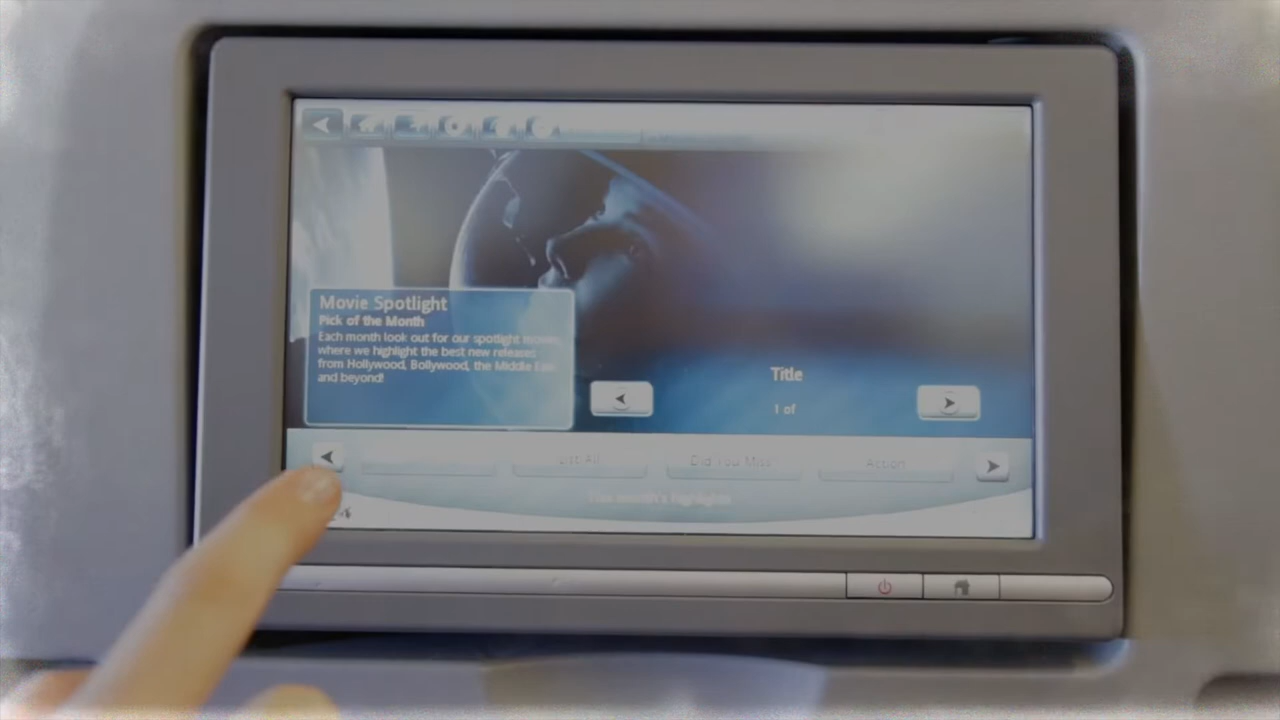 Movie Spotlight
Pick of the Month
Each month look out for our spotlight movie,
where we highlight the best new releases
from Hollywood, Bollywood, the Middle East
and beyond!
Title
1 of
List All
Did You Miss
Action
This month's highlights